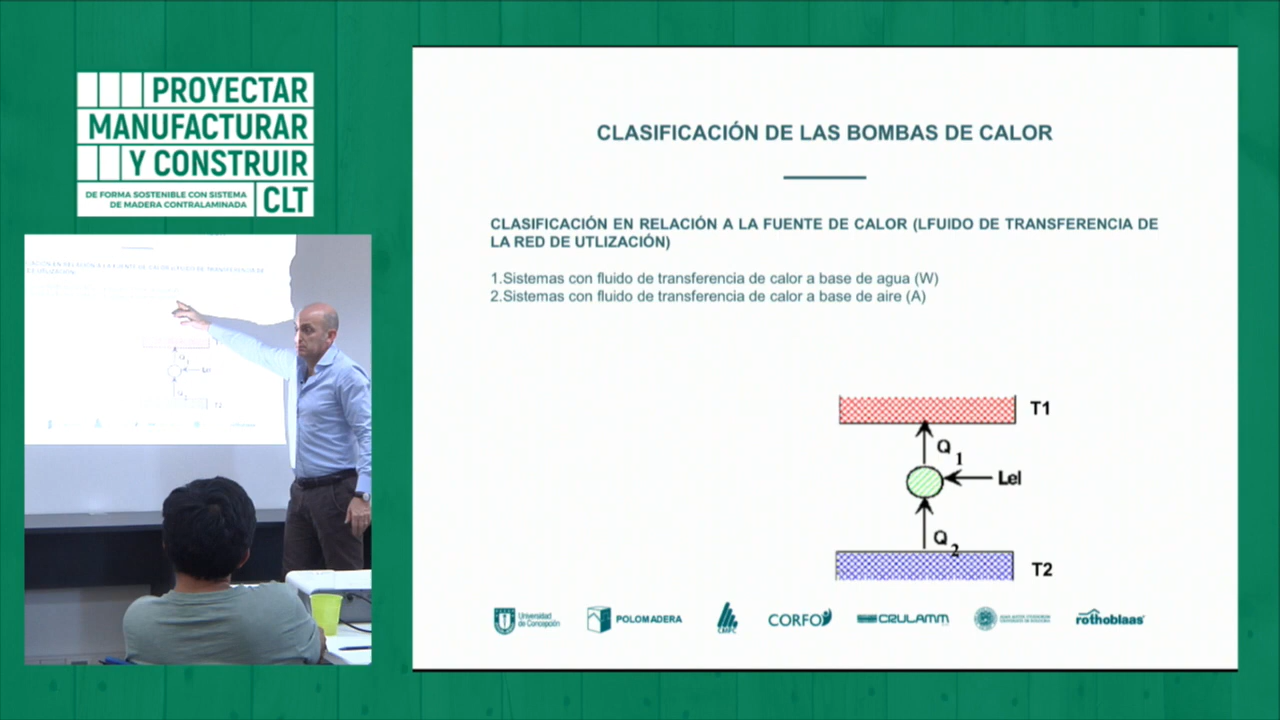 PROYECTAR
MANUFACTURAR
Y CONSTRUIR
DE FORMA SOSTENIBLE CON SISTEMA
DE MADERA CONTRALAMINADA
CLT
CLASIFICACIÓN DE LAS BOMBAS DE CALOR
CLASIFICACIÓN EN RELACIÓN A LA FUENTE DE CALOR (LFUIDO DE TRANSFERENCIA DE
LA RED DE UTLIZACIÓN)
1.Sistemas con fluido de transferencia de calor a base de agua (W)
2.Sistemas con fluido de transferencia de calor a base de aire (A)
T1
Q1
Lel
Q2
T2
Universidad
de Concepción
POLOMADERA
CMPC
CORFO
CRULAMM
rothoblaas